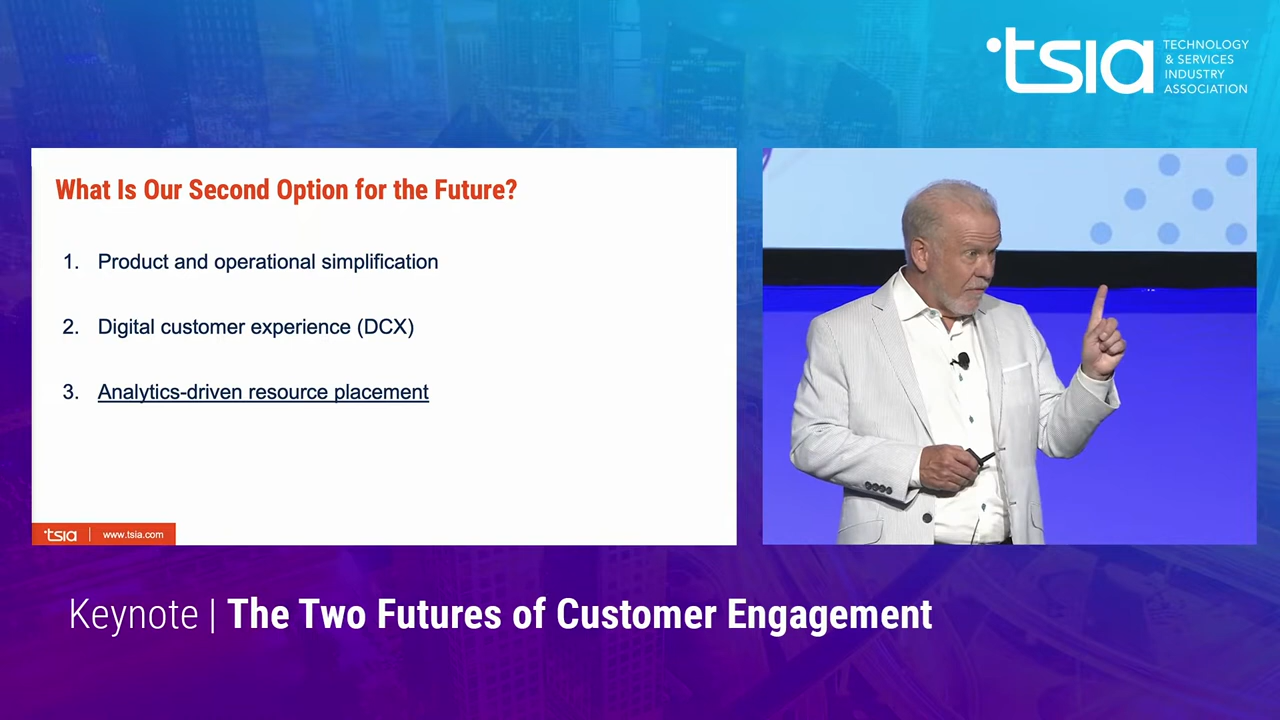 tsia
TECHNOLOGY
& SERVICES
INDUSTRY
ASSOCIATION
What Is Our Second Option for the Future?
1. Product and operational simplification
2. Digital customer experience (DCX)
3. Analytics-driven resource placement
tsia | www.tsia.com
Keynote | The Two Futures of Customer Engagement